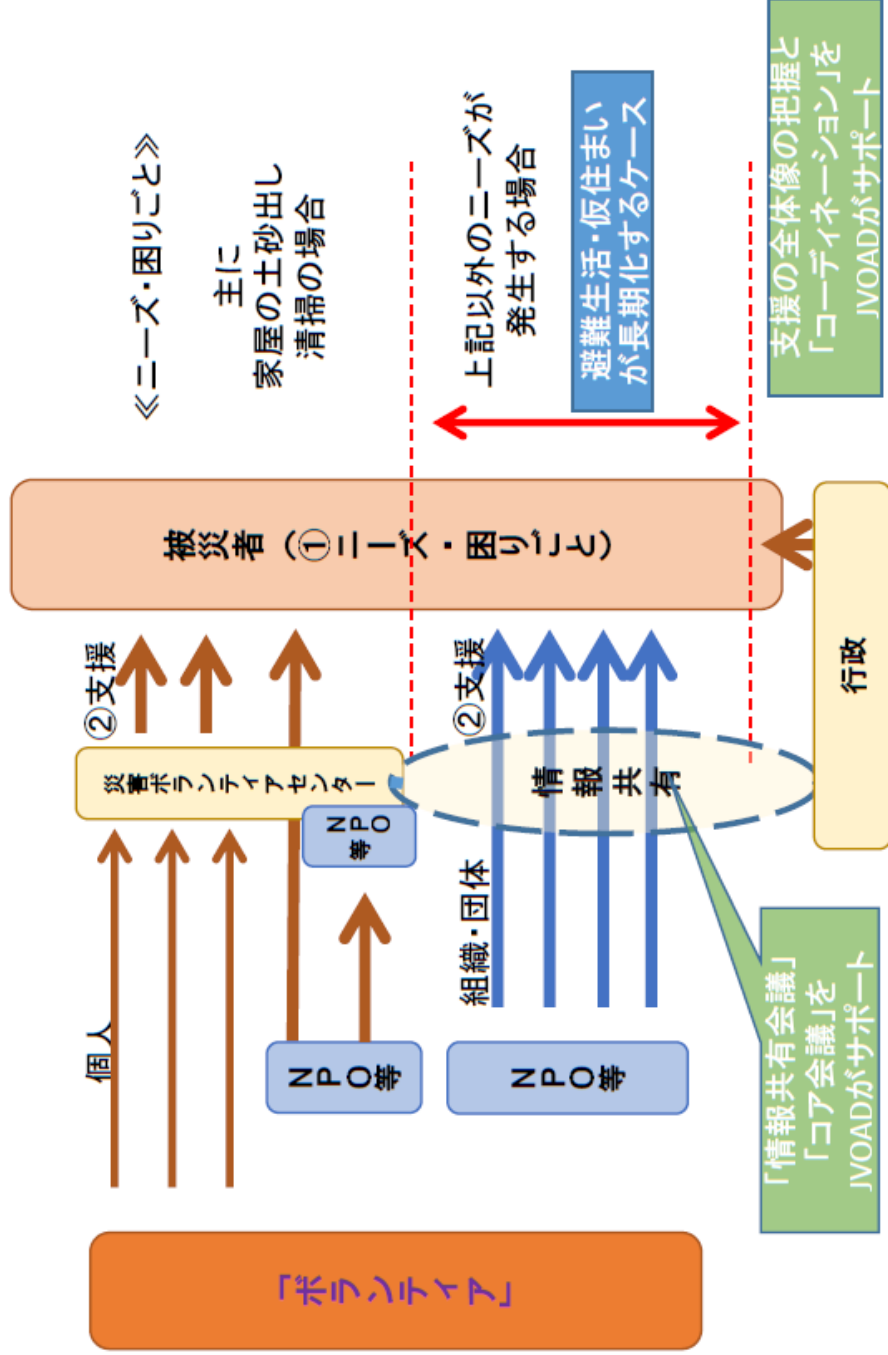 「ボランティア」
個人
NPO等
NPO等
組織・団体
災害ボランティアセンター
NPO
等
情報共有
②支援
②支援
被災者（①ニーズ・困りごと）
行政
≪ニーズ・困りごと≫
主に
家屋の土砂出し
清掃の場合
上記以外のニーズが
発生する場合
避難生活・仮住まい
が長期化するケース
「情報共有会議」
「コア会議」を
JVOADがサポート
支援の全体像の把握と
「コーディネーション」を
JVOADがサポート